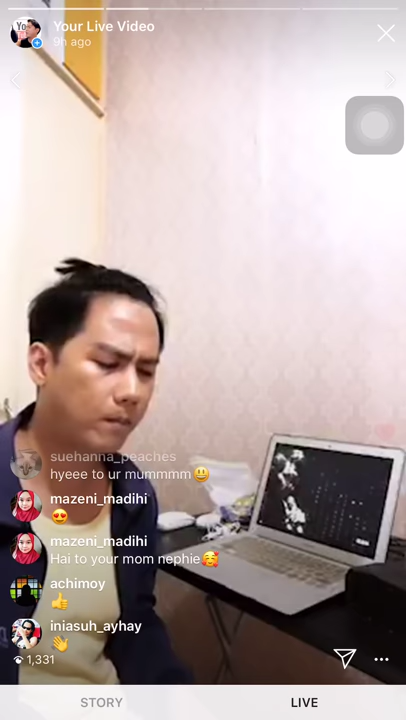 Your Live Video
9h ago
suehanna_peaches
hyeee to ur mummmm😃
mazeni_madihi
😍
mazeni_madihi
Hai to your mom nephie🥰
achimoy
👍
iniasuh_ayhay
👋
1,331
STORY
LIVE